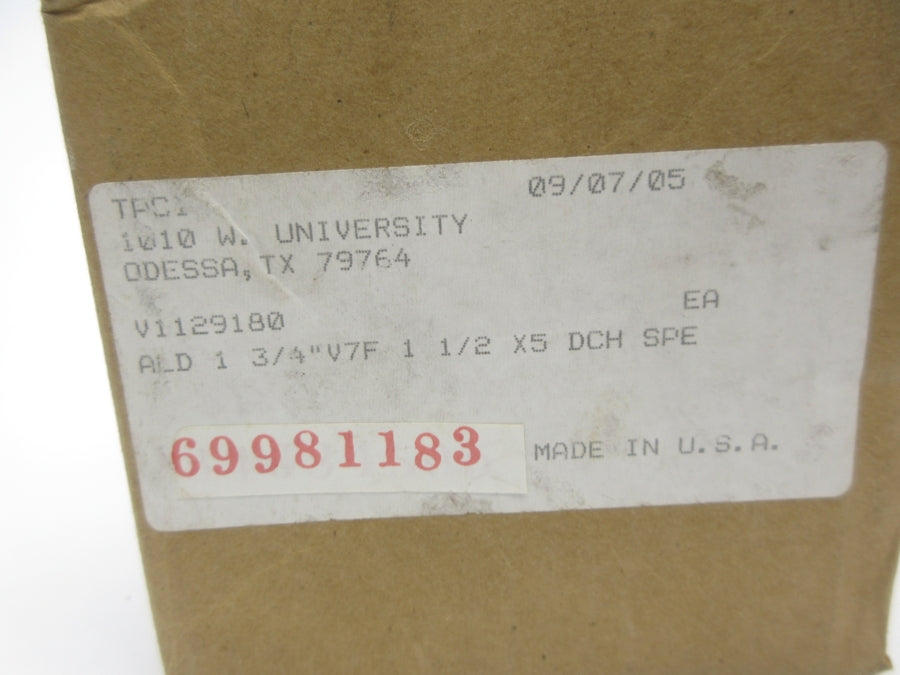 09/07/05
1010 W. UNIVERSITY
ODESSA, TX 79764
EA
V1129180
ALD 1 3/4"V7F 1 1/2 X5 DCH SPE
69981183 MADE IN U.S.A.